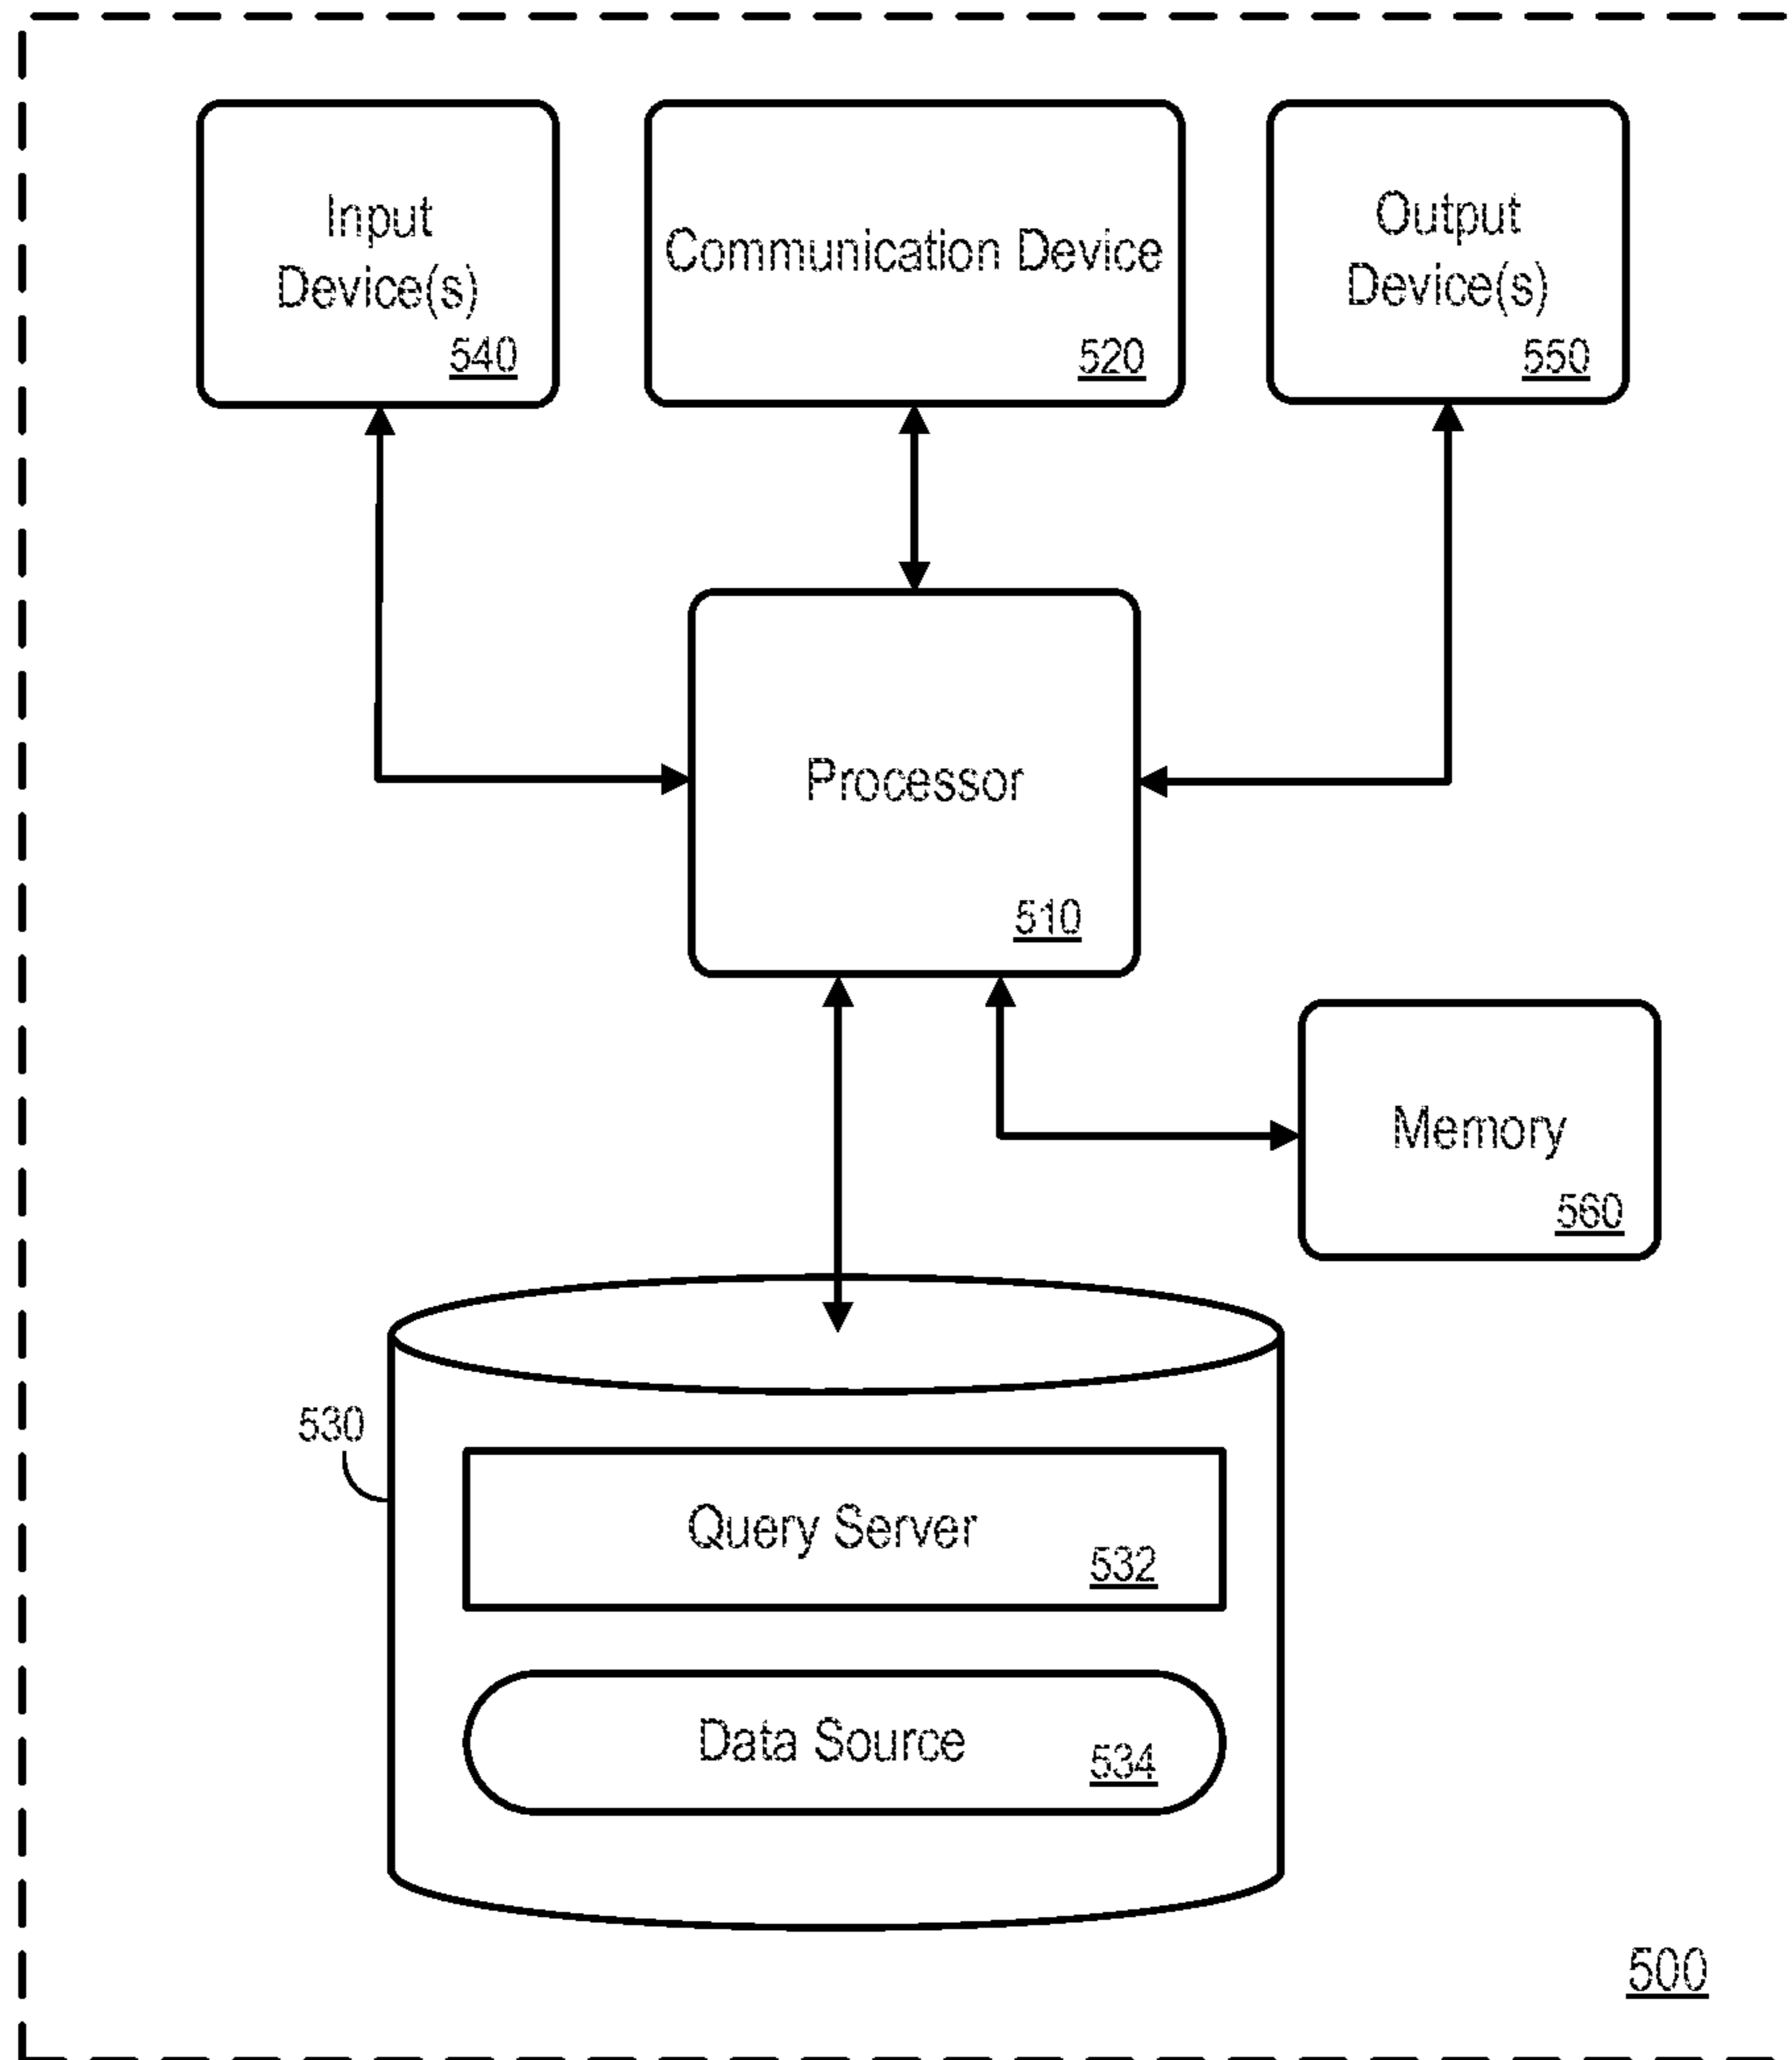 Input
Device(s)
540
Communication Device
520
Output
Device(s)
550
Processor
510
Memory
560
530
Query Server
532
Data Source
534
500